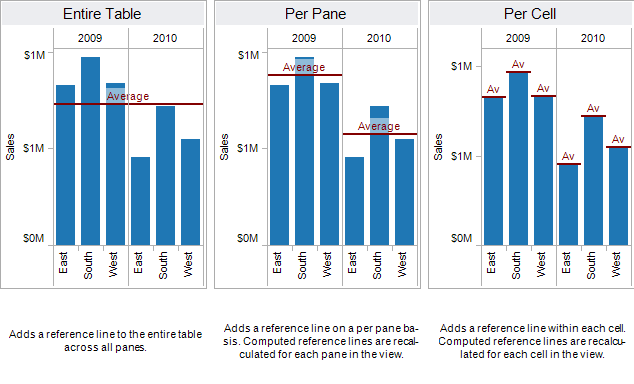 Entire Table
2009 2010
$1M
Average
$1M
$0M
Sales
East
South
West
East
South
West
Adds a reference line to the entire table
across all panes.
Per Pane
2009 2010
$1M
Average
Average
$1M
$0M
Sales
East
South
West
East
South
West
Adds a reference line on a per pane ba-
sis. Computed reference lines are recal-
culated for each pane in the view.
Per Cell
2009 2010
$1M
Av
Av
Av
Av
Av
Av
$1M
$0M
Sales
East
South
West
East
South
West
Adds a reference line within each cell.
Computed reference lines are recalcu-
lated for each cell in the view.